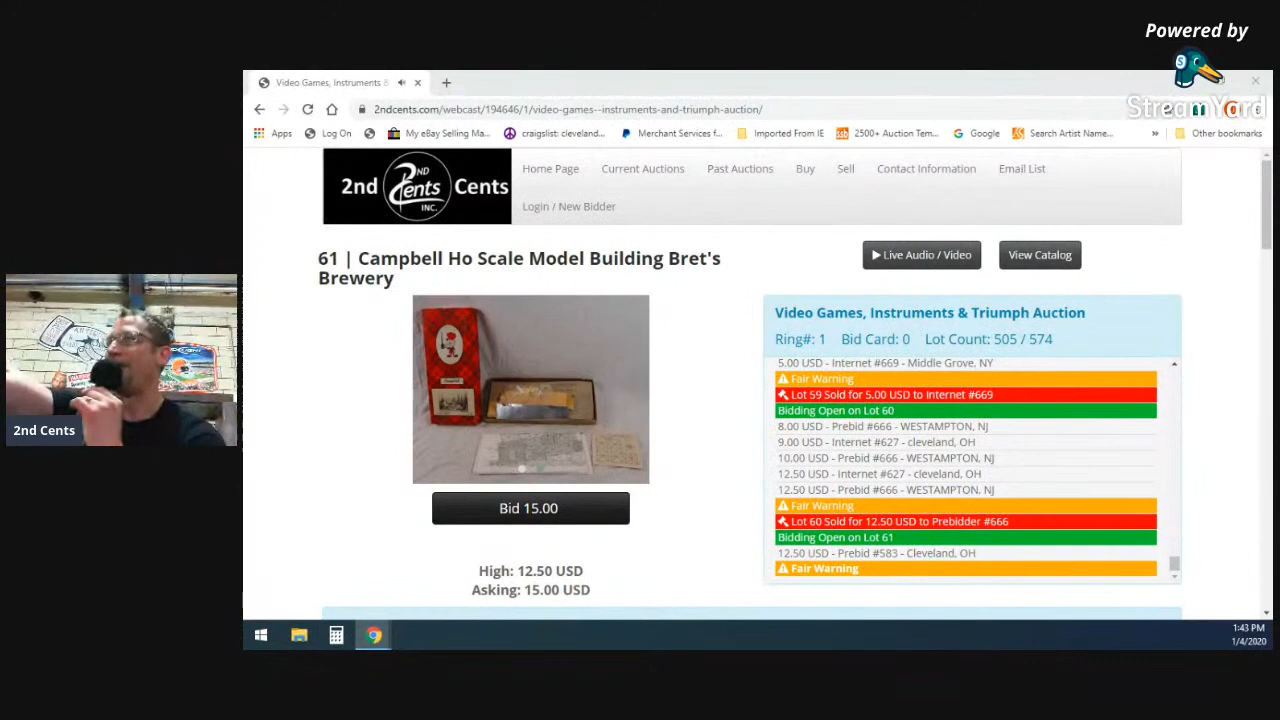 Powered by
StreamYard
Video Games, Instruments &
2ndcents.com/webcast/194646/1/video-games--instruments-and-triumph-auction/
Apps
Log On
My eBay Selling Ma...
craigslist: cleveland...
Merchant Services f...
Imported From IE
2500+ Auction Tem...
Google
Search Artist Name...
»
Other bookmarks
2nd
2ND Cents INC.
Cents
Home Page
Current Auctions
Past Auctions
Buy
Sell
Contact Information
Email List
Login / New Bidder
61 | Campbell Ho Scale Model Building Bret's
Brewery
Live Audio / Video
View Catalog
Bid 15.00
High: 12.50 USD
Asking: 15.00 USD
Video Games, Instruments & Triumph Auction
Ring#: 1 Bid Card: 0 Lot Count: 505 / 574
5.00 USD - Internet #669 - Middle Grove, NY
Fair Warning
Lot 59 Sold for 5.00 USD to Internet #669
Bidding Open on Lot 60
8.00 USD - Prebid #666 - WESTAMPTON, NJ
9.00 USD - Internet #627 - cleveland, OH
10.00 USD - Prebid #666 - WESTAMPTON, NJ
12.50 USD - Internet #627 - cleveland, OH
12.50 USD - Prebid #666 - WESTAMPTON, NJ
Fair Warning
Lot 60 Sold for 12.50 USD to Prebidder #666
Bidding Open on Lot 61
12.50 USD - Prebid #583 - Cleveland, OH
Fair Warning
2nd Cents
1:43 PM
1/4/2020